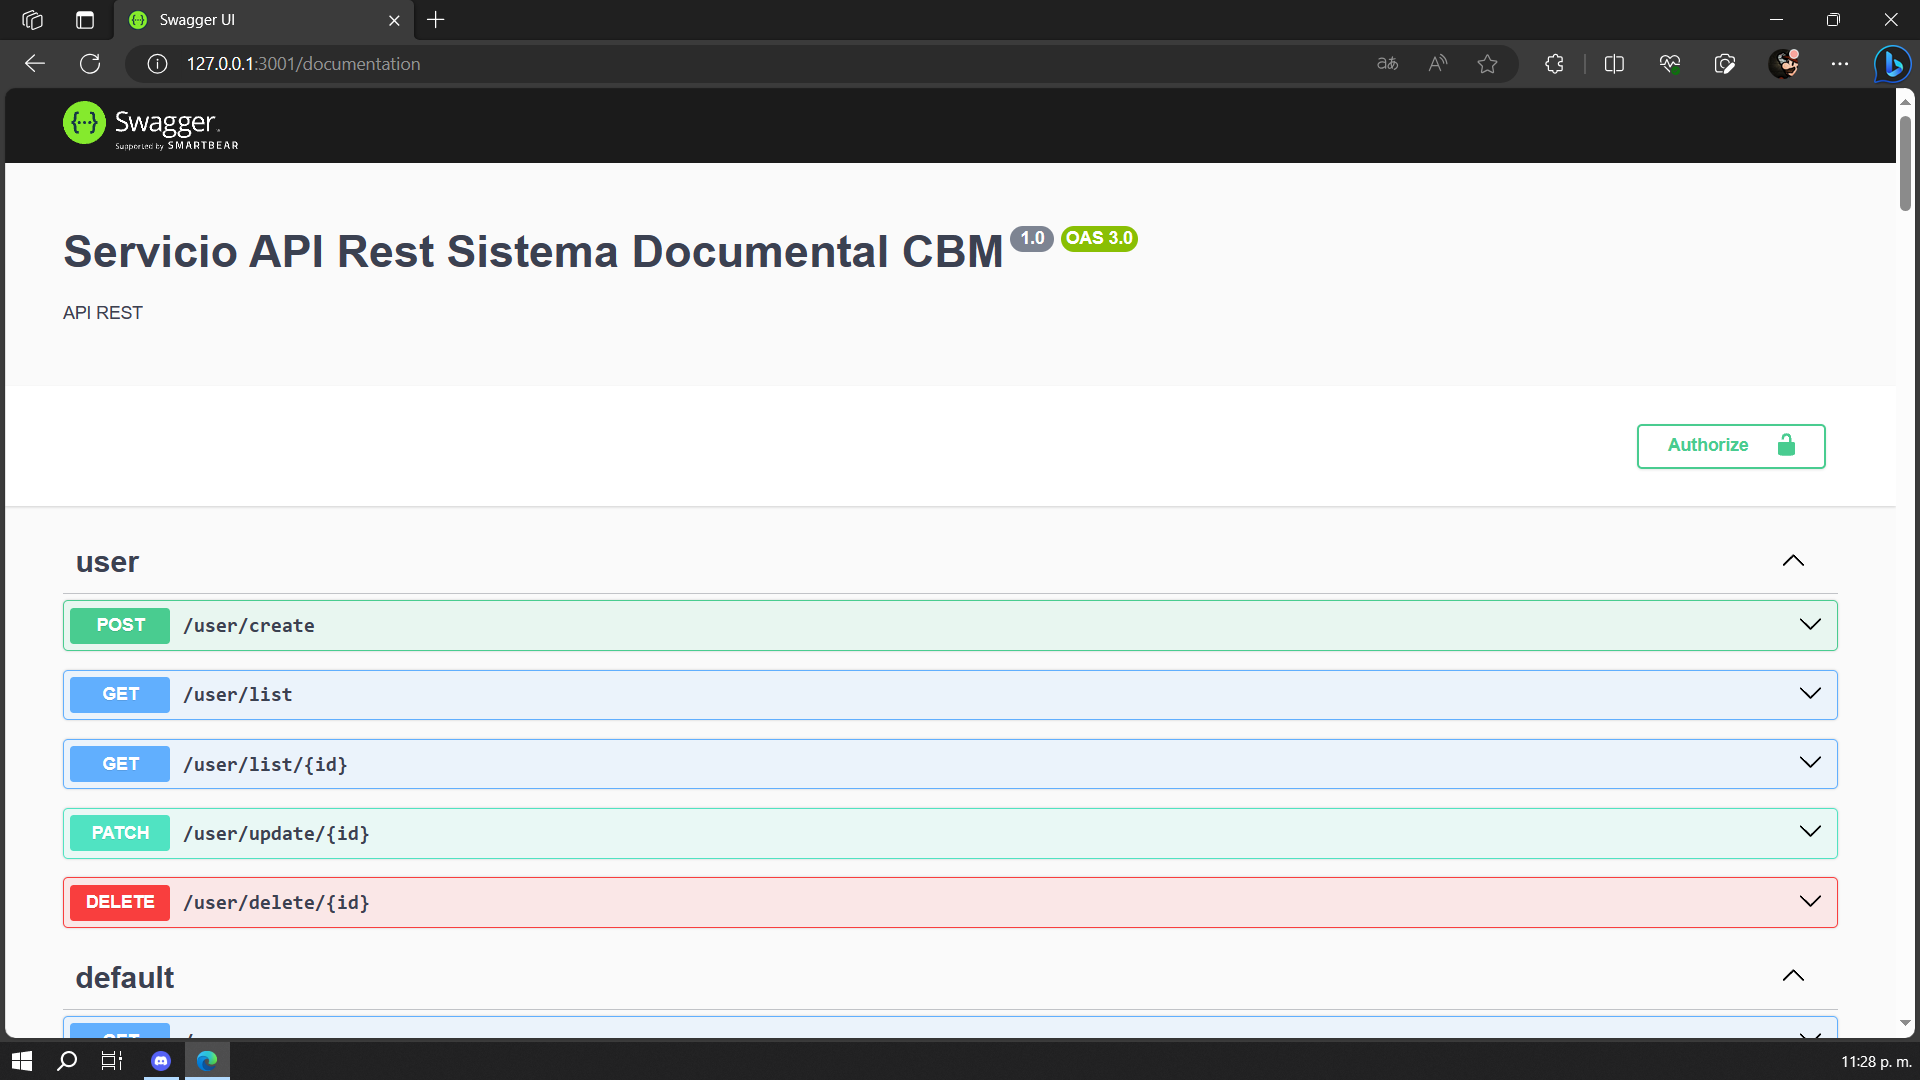 Swagger UI
127.0.0.1:3001/documentation
Swagger.
Supported by SMARTBEAR
Servicio API Rest Sistema Documental CBM 1.0 OAS 3.0
API REST
Authorize
user
POST /user/create
GET /user/list
GET /user/list/{id}
PATCH /user/update/{id}
DELETE /user/delete/{id}
default
GET /
11:28 p. m.